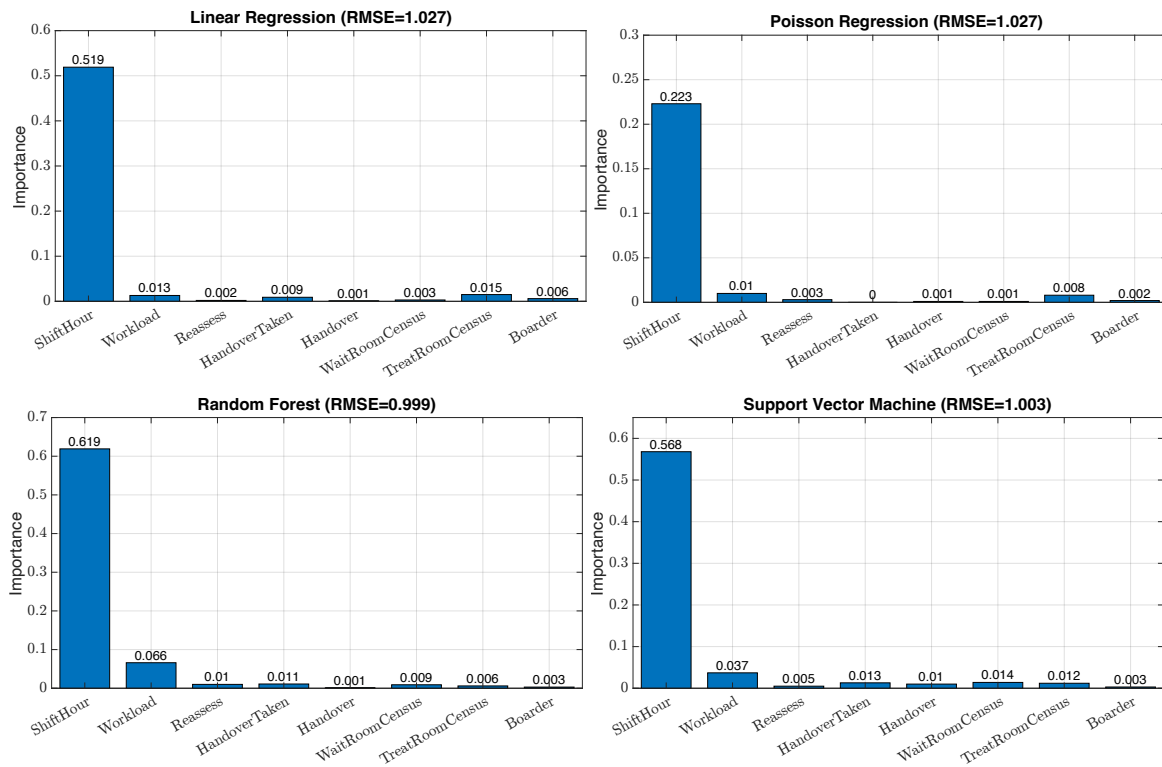 Linear Regression (RMSE=1.027)
Importance
0.6
0.5
0.4
0.3
0.2
0.1
0
0.519
0.013
0.002
0.009
0.001
0.003
0.015
0.006
ShiftHour
Workload
Reassess
HandoverTaken
Handover
WaitRoomCensus
TreatRoomCensus
Boarder
Poisson Regression (RMSE=1.027)
Importance
0.3
0.25
0.2
0.15
0.1
0.05
0
0.223
0.01
0.003
0
0.001
0.001
0.008
0.002
ShiftHour
Workload
Reassess
HandoverTaken
Handover
WaitRoomCensus
TreatRoomCensus
Boarder
Random Forest (RMSE=0.999)
Importance
0.7
0.6
0.5
0.4
0.3
0.2
0.1
0
0.619
0.066
0.01
0.011
0.001
0.009
0.006
0.003
ShiftHour
Workload
Reassess
HandoverTaken
Handover
WaitRoomCensus
TreatRoomCensus
Boarder
Support Vector Machine (RMSE=1.003)
Importance
0.6
0.5
0.4
0.3
0.2
0.1
0
0.568
0.037
0.005
0.013
0.01
0.014
0.012
0.003
ShiftHour
Workload
Reassess
HandoverTaken
Handover
WaitRoomCensus
TreatRoomCensus
Boarder